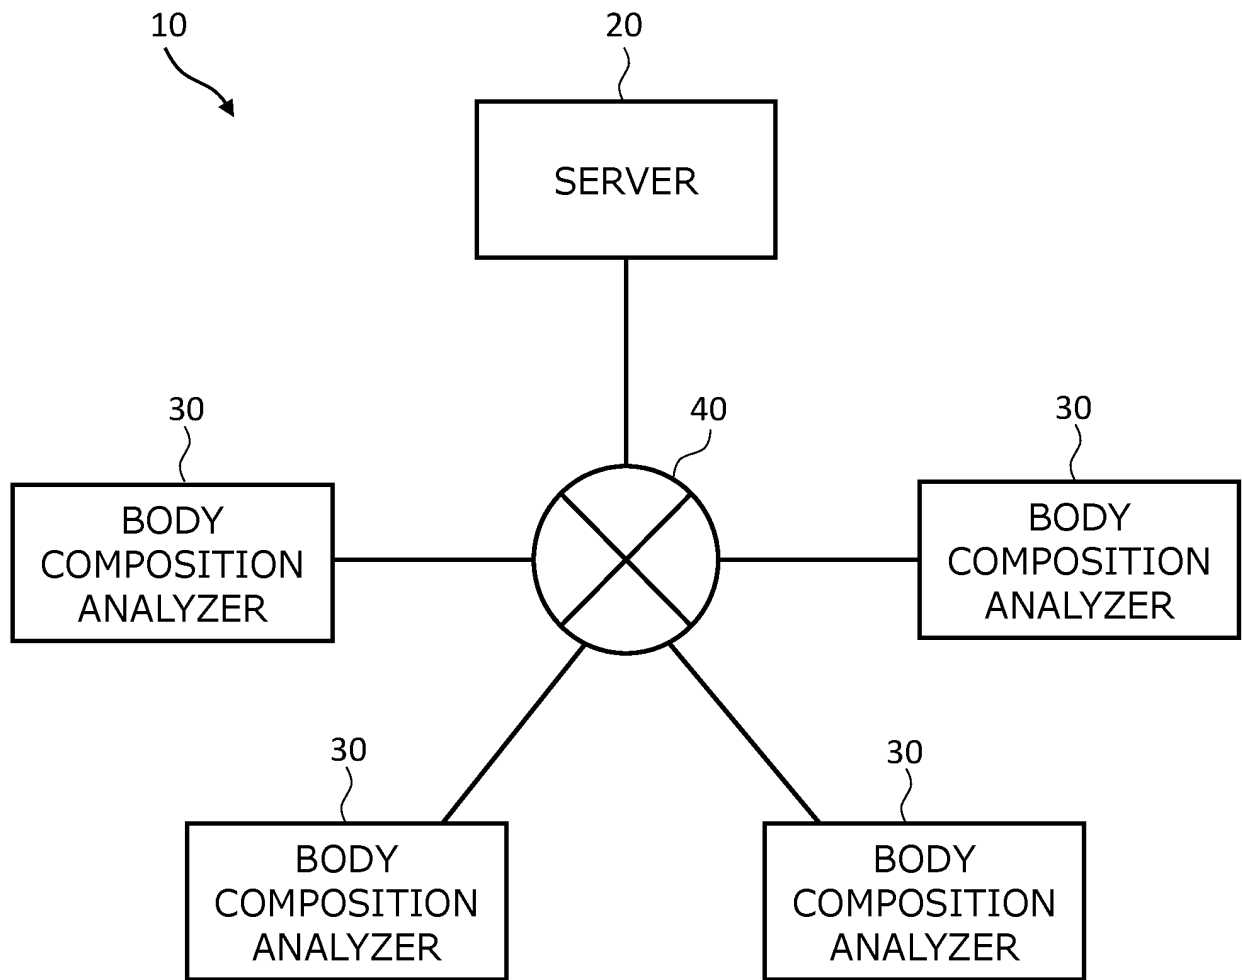 10
20
SERVER
40
30
BODY
COMPOSITION
ANALYZER
30
BODY
COMPOSITION
ANALYZER
30
BODY
COMPOSITION
ANALYZER
30
BODY
COMPOSITION
ANALYZER